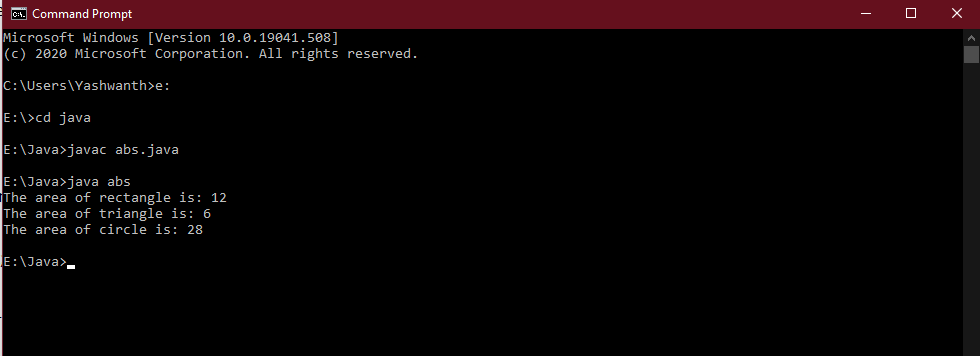 Command Prompt
Microsoft Windows [Version 10.0.19041.508]
(c) 2020 Microsoft Corporation. All rights reserved.
C:\Users\Yashwanth>e:
E:\>cd java
E:\Java>javac abs.java
E:\Java>java abs
The area of rectangle is: 12
The area of triangle is: 6
The area of circle is: 28
E:\Java>